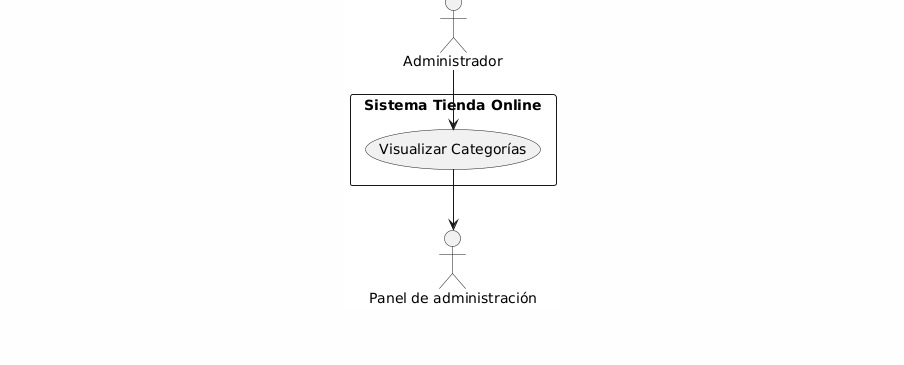 Administrador
Sistema Tienda Online
Visualizar Categorías
Panel de administración